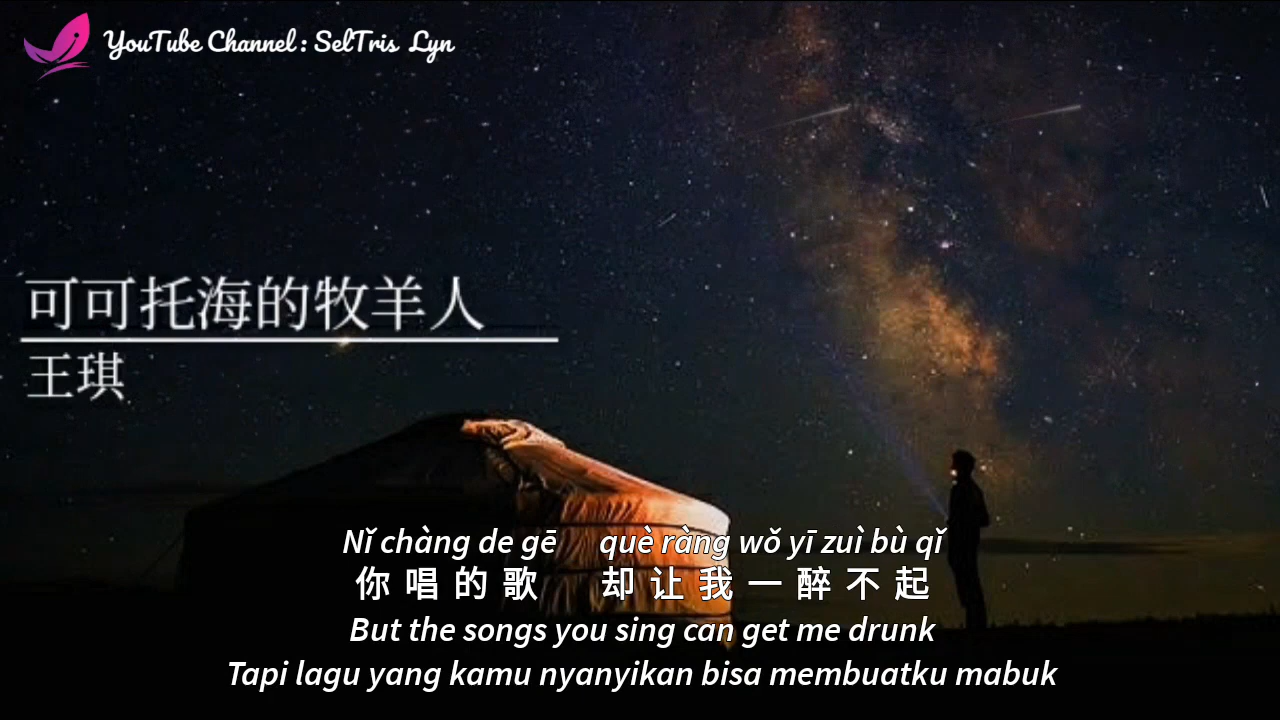 YouTube Channel : SelTris Lyn
可可托海的牧羊人
王琪
Nǐ chàng de gē què ràng wǒ yī zuì bù qǐ
你唱的歌 却让我一醉不起
But the songs you sing can get me drunk
Tapi lagu yang kamu nyanyikan bisa membuatku mabuk